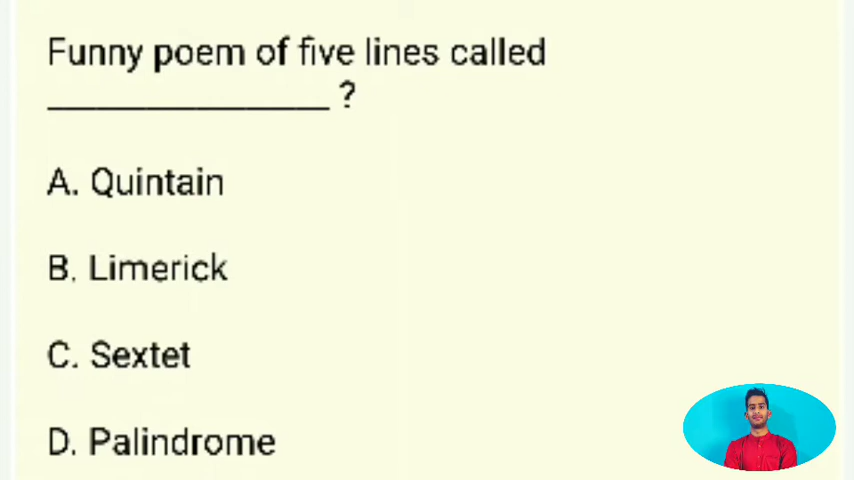 Funny poem of five lines called
________________ ?
A. Quintain
B. Limerick
C. Sextet
D. Palindrome